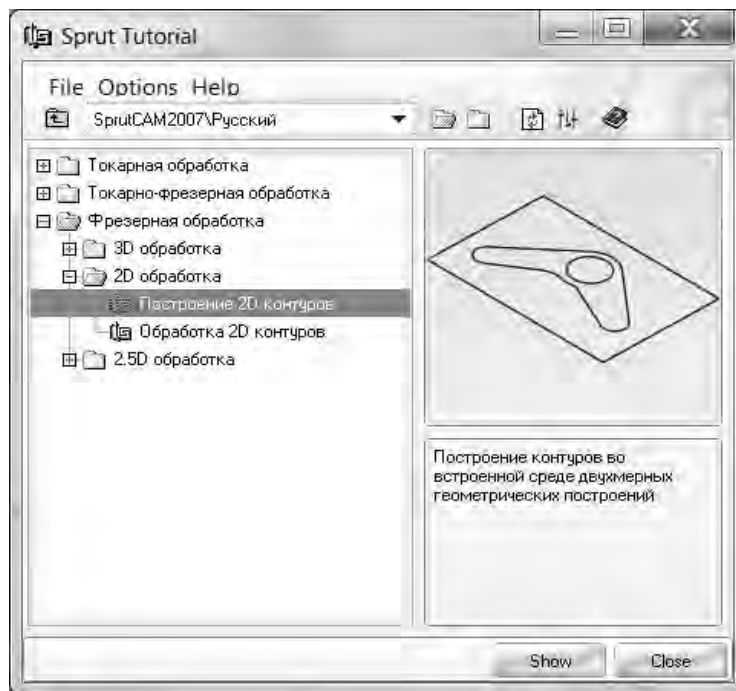 Sprut Tutorial
File Options Help
SprutCAM2007\Русский
Токарная обработка
Токарно-фрезерная обработка
Фрезерная обработка
3D обработка
2D обработка
Построение 2D контуров
Обработка 2D контуров
2.5D обработка
Построение контуров во
встроенной среде двухмерных
геометрических построений
Show Close